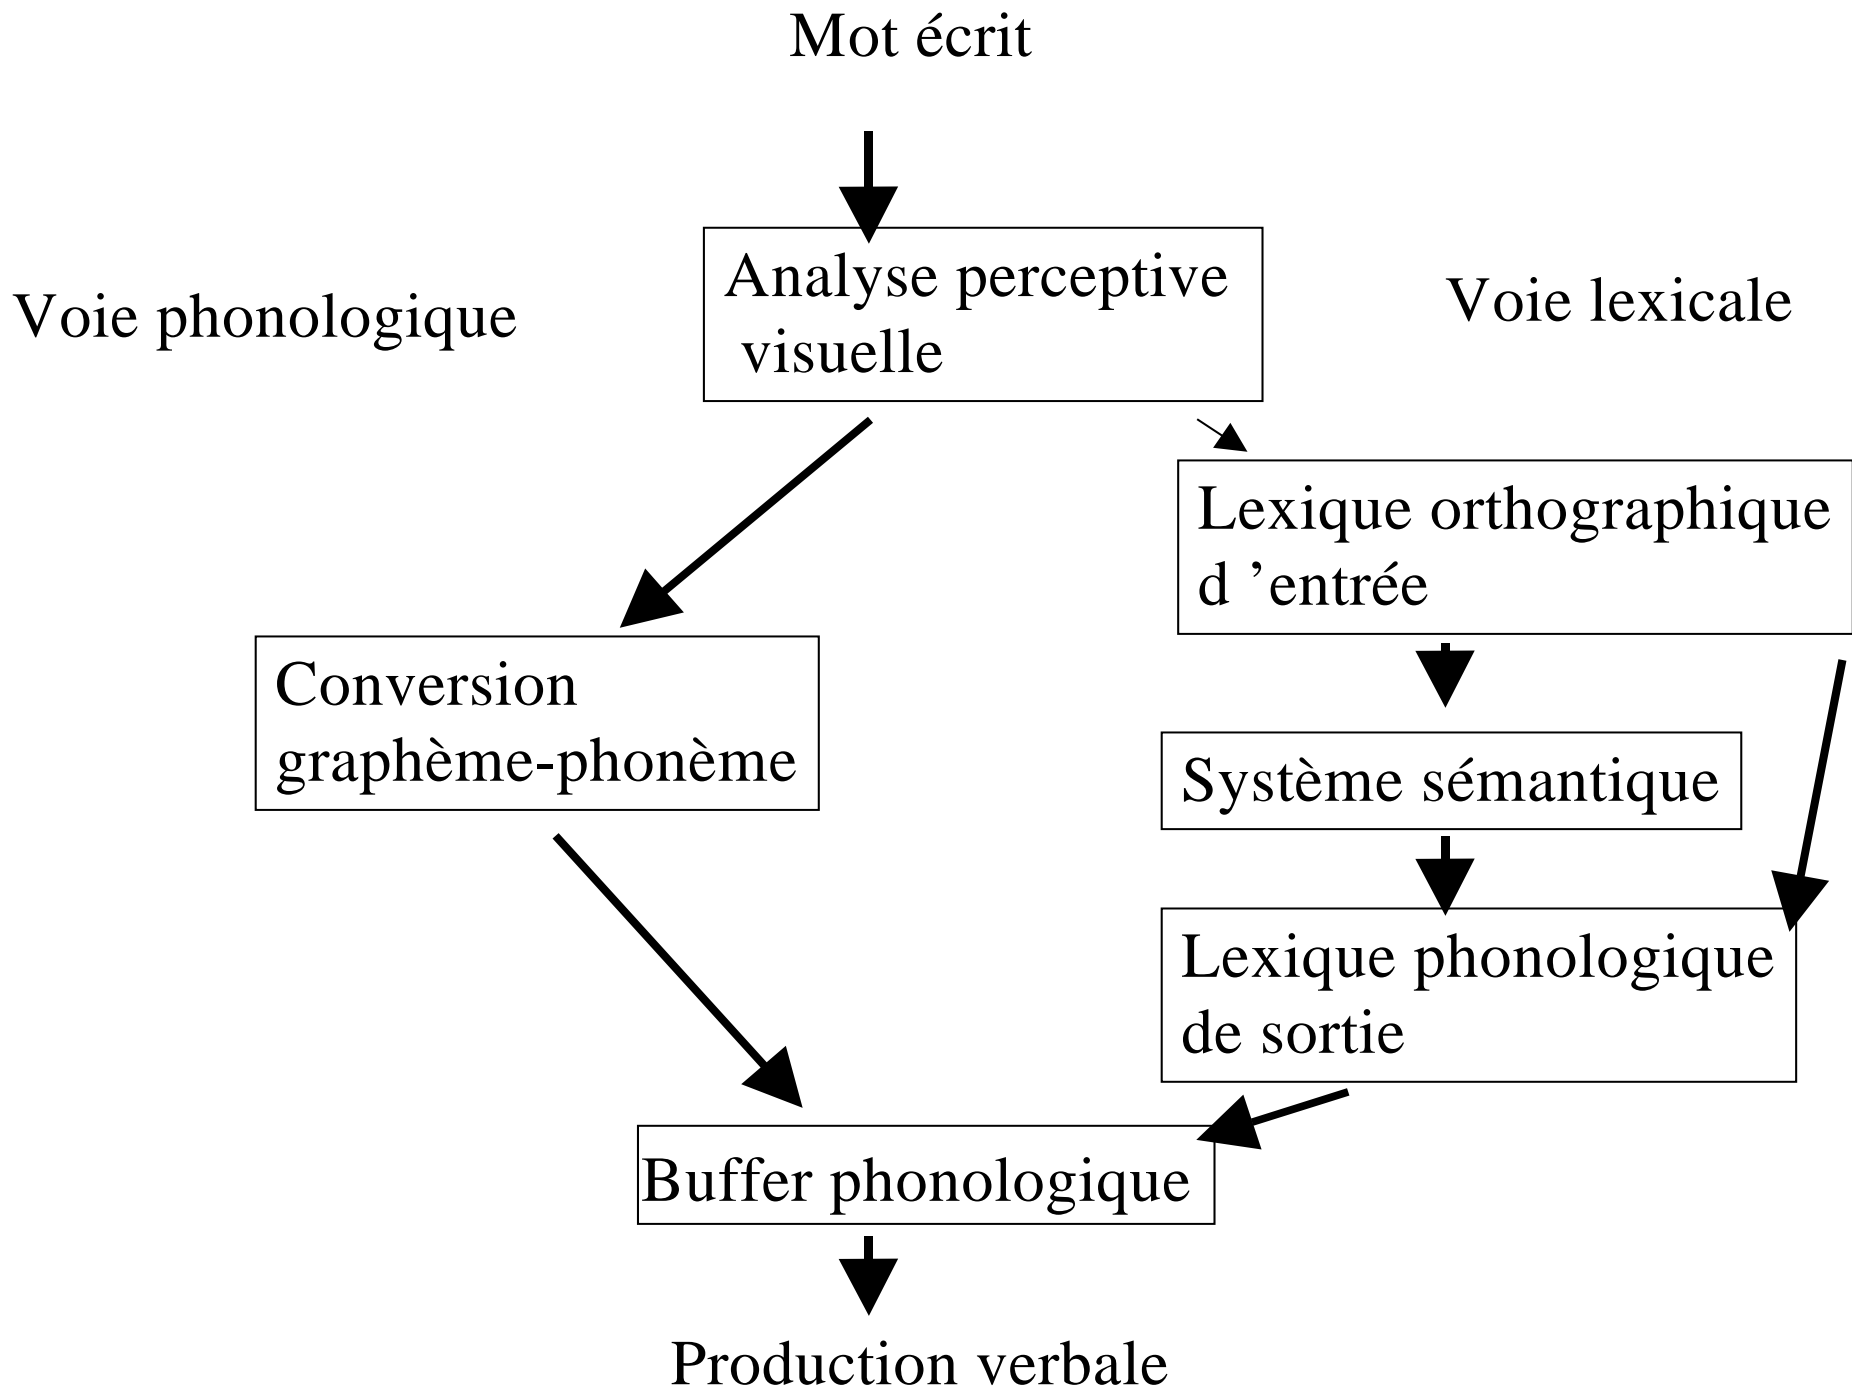 Mot écrit
Voie phonologique
Analyse perceptive
visuelle
Voie lexicale
Lexique orthographique
d ’entrée
Conversion
graphème-phonème
Système sémantique
Lexique phonologique
de sortie
Buffer phonologique
Production verbale